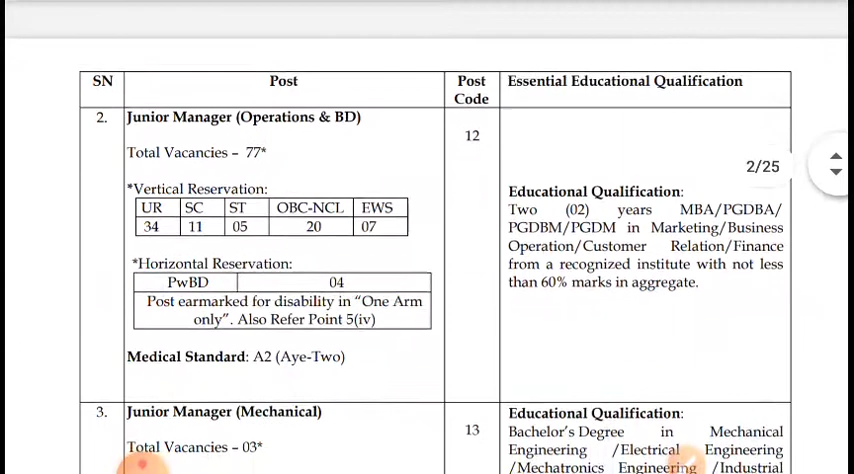 SN Post Post Code Essential Educational Qualification
2. Junior Manager (Operations & BD)
Total Vacancies – 77*
*Vertical Reservation:
UR SC ST OBC-NCL EWS
34 11 05 20 07
*Horizontal Reservation:
PwBD 04
Post earmarked for disability in “One Arm
only”. Also Refer Point 5(iv)
Medical Standard: A2 (Aye-Two)
12
2/25
Educational Qualification:
Two (02) years MBA/PGDBA/
PGDBM/PGDM in Marketing/Business
Operation/Customer Relation/Finance
from a recognized institute with not less
than 60% marks in aggregate.
3. Junior Manager (Mechanical)
Total Vacancies – 03*
13
Educational Qualification:
Bachelor’s Degree in Mechanical
Engineering /Electrical Engineering
/Mechatronics Engineering /Industrial